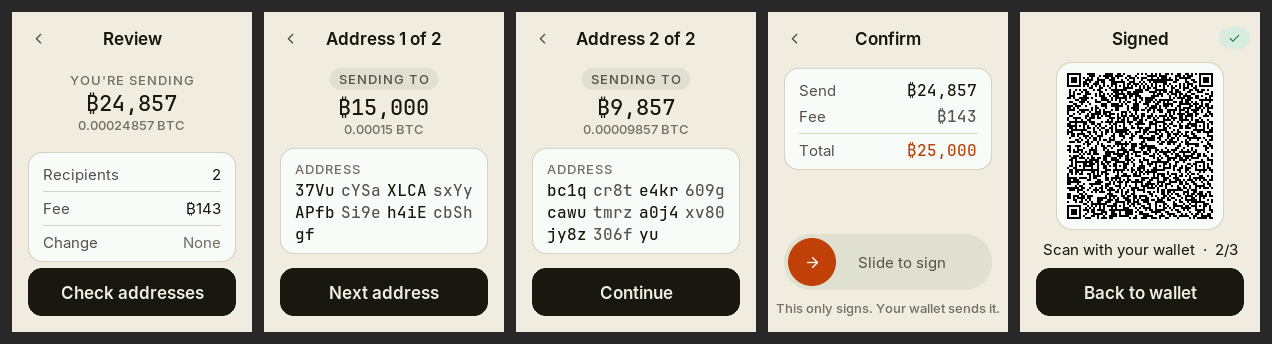 Review
YOU'RE SENDING
₿24,857
0.00024857 BTC
Recipients 2
Fee ₿143
Change None
Check addresses
Address 1 of 2
SENDING TO
₿15,000
0.00015 BTC
ADDRESS
37Vu cYSa XLCA sxYy
APfb Si9e h4iE cbSh
gf
Next address
Address 2 of 2
SENDING TO
₿9,857
0.00009857 BTC
ADDRESS
bc1q cr8t e4kr 609g
cawu tmrz a0j4 xv80
jy8z 306f yu
Continue
Confirm
Send ₿24,857
Fee ₿143
Total ₿25,000
Slide to sign
This only signs. Your wallet sends it.
Signed
Scan with your wallet · 2/3
Back to wallet